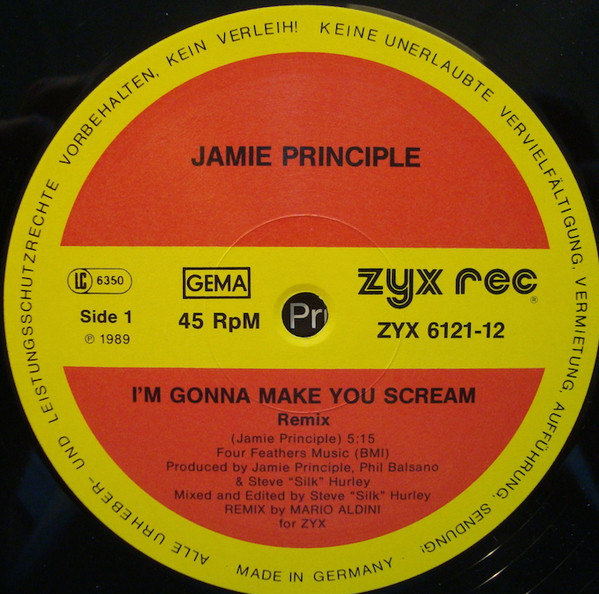 ALLE URHEBER- UND LEISTUNGSSCHUTZRECHTE VORBEHALTEN, KEIN VERLEIH! KEINE UNERLAUBTE VERVIELFÄLTIGUNG, VERMIETUNG, AUFFÜHRUNG, SENDUNG!
JAMIE PRINCIPLE
LC 6350
GEMA
zyx rec ®
Side 1
45 RpM
Pri
ZYX 6121-12
℗ 1989
I'M GONNA MAKE YOU SCREAM
Remix
(Jamie Principle) 5:15
Four Feathers Music (BMI)
Produced by Jamie Principle, Phil Balsano
& Steve "Silk" Hurley
Mixed and Edited by Steve "Silk" Hurley
REMIX by MARIO ALDINI
for ZYX
· MADE IN GERMANY ·